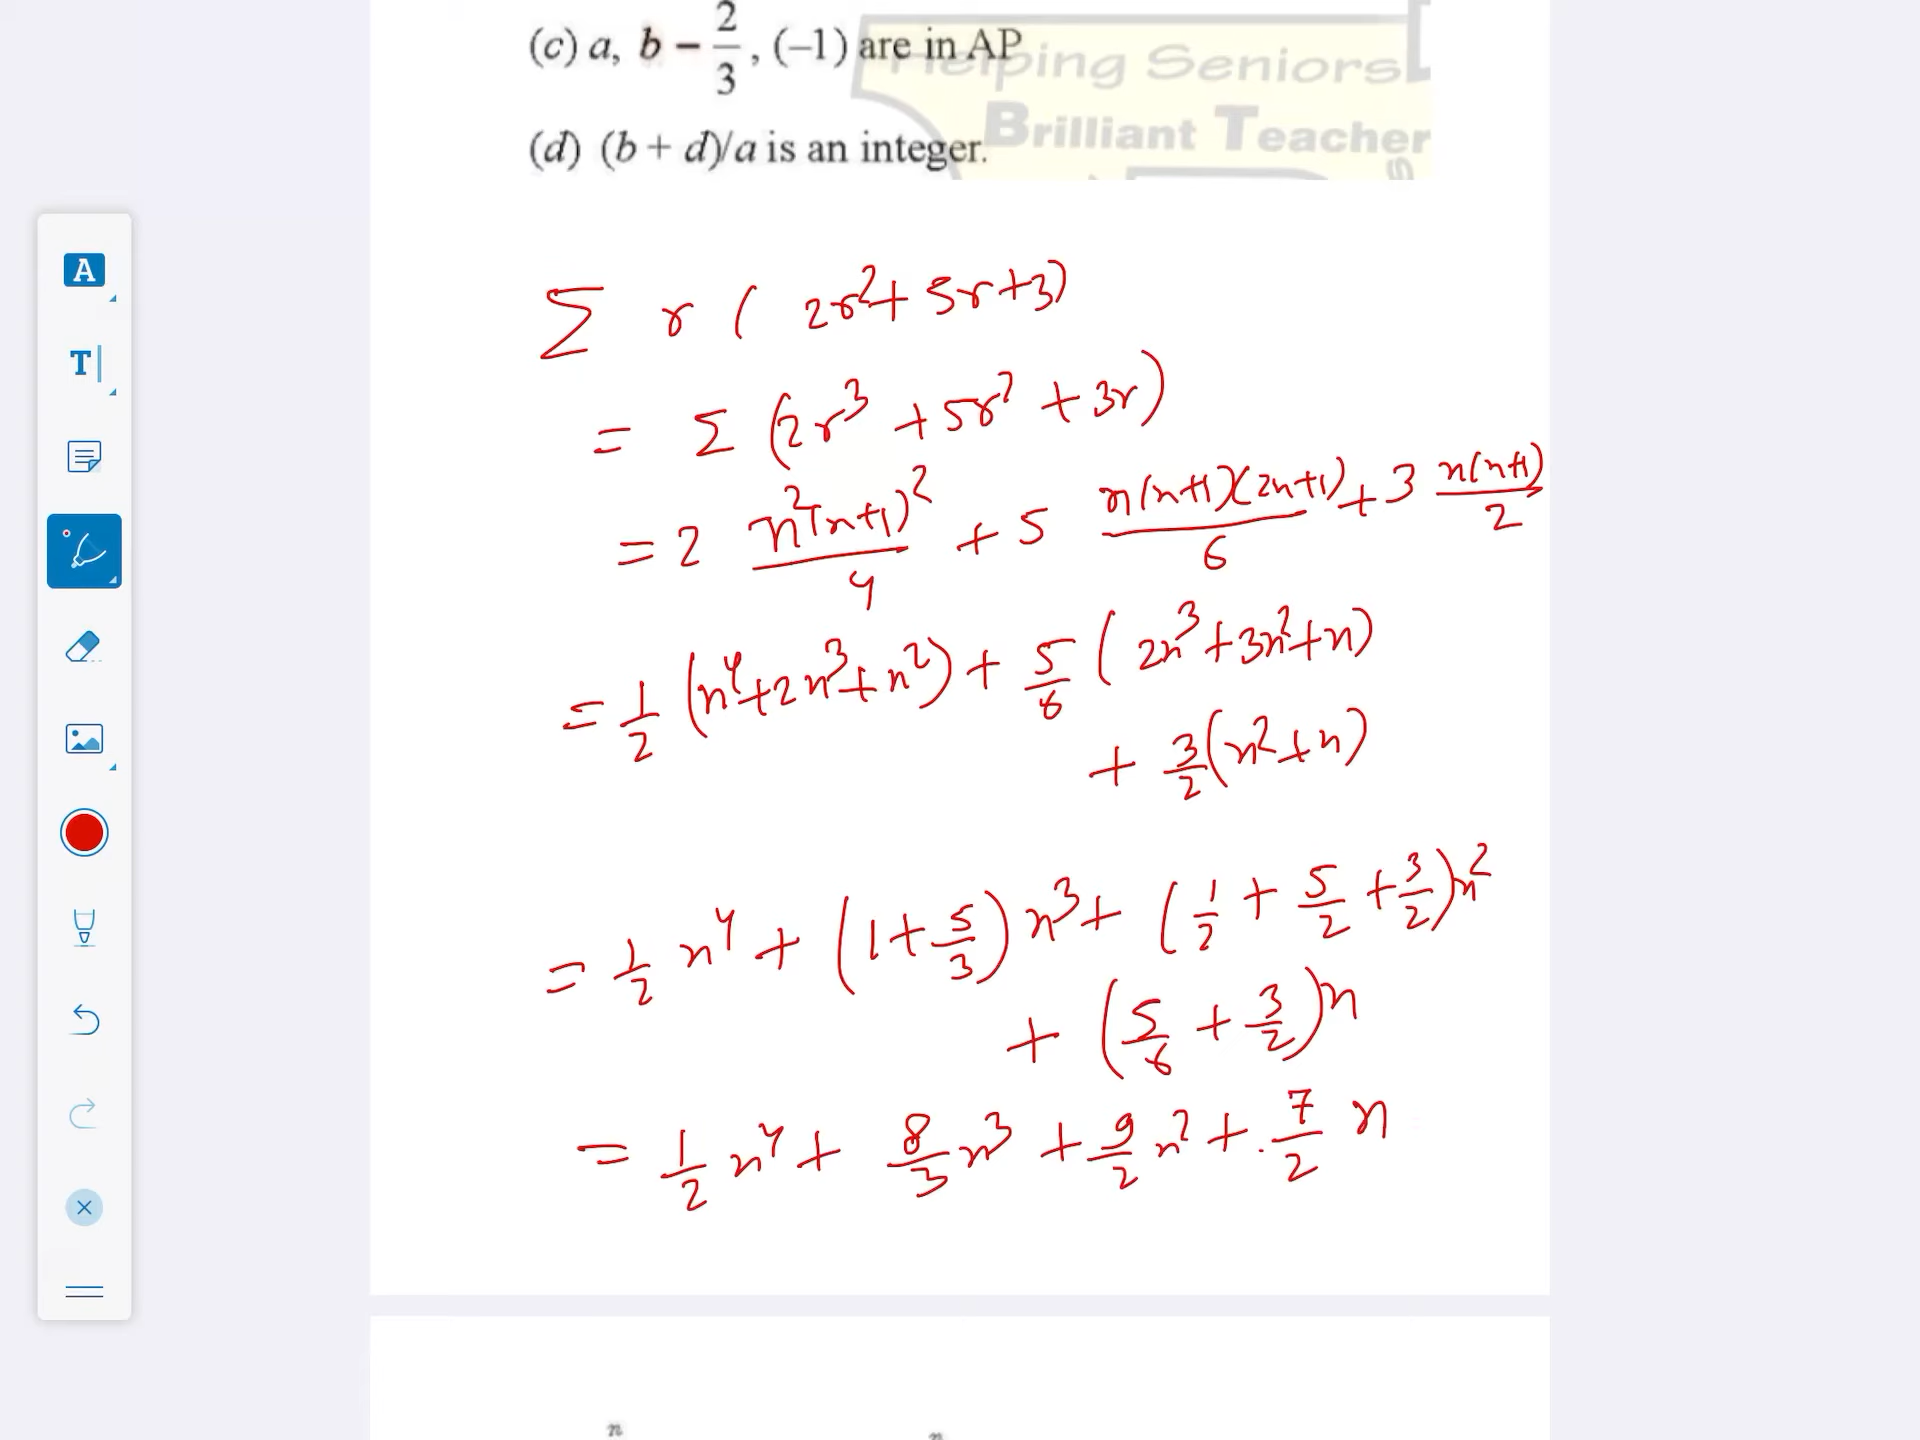 (c) a, b − 2/3, (−1) are in AP
Helping Seniors
Brilliant Teacher
(d) (b + d)/a is an integer.
A
T
Σ r ( 2r² + 5r + 3)
= Σ (2r³ + 5r² + 3r)
= 2 n²(n+1)²/4 + 5 n(n+1)(2n+1)/6 + 3 n(n+1)/2
= 1/2 (n⁴ + 2n³ + n²) + 5/6 ( 2n³ + 3n² + n)
+ 3/2 (n² + n)
= 1/2 n⁴ + (1 + 5/3) n³ + (1/2 + 5/2 + 3/2) n²
+ (5/6 + 3/2) n
= 1/2 n⁴ + 8/3 n³ + 9/2 n² + 7/2 n
n